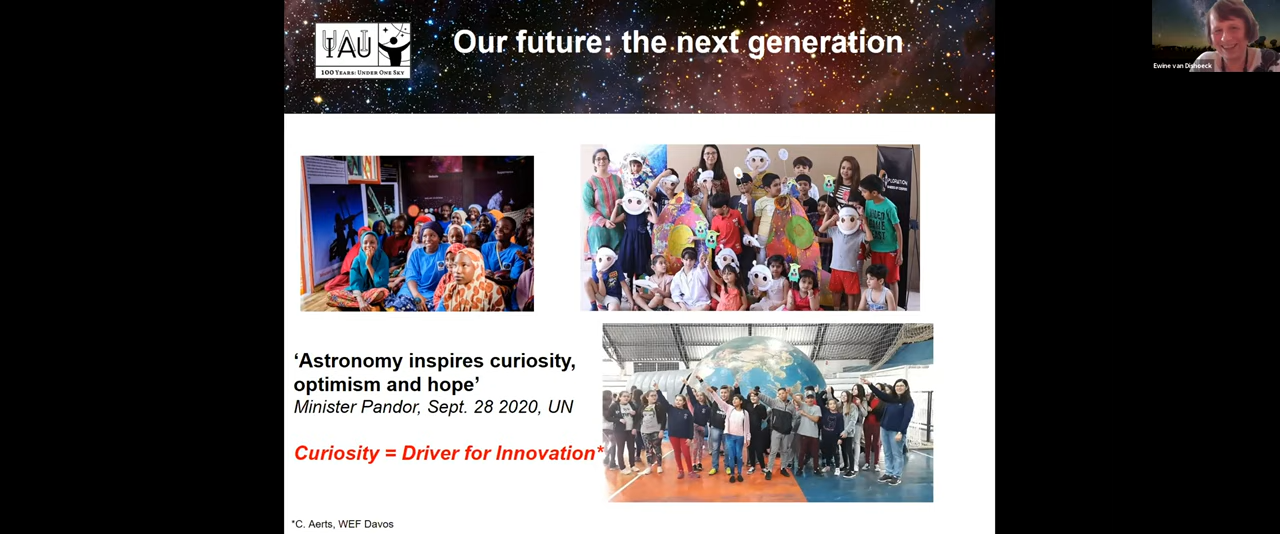 IAU
100 Years: Under One Sky
Our future: the next generation
Ewine van Dishoeck
‘Astronomy inspires curiosity,
optimism and hope’
Minister Pandor, Sept. 28 2020, UN
Curiosity = Driver for Innovation*
*C. Aerts, WEF Davos